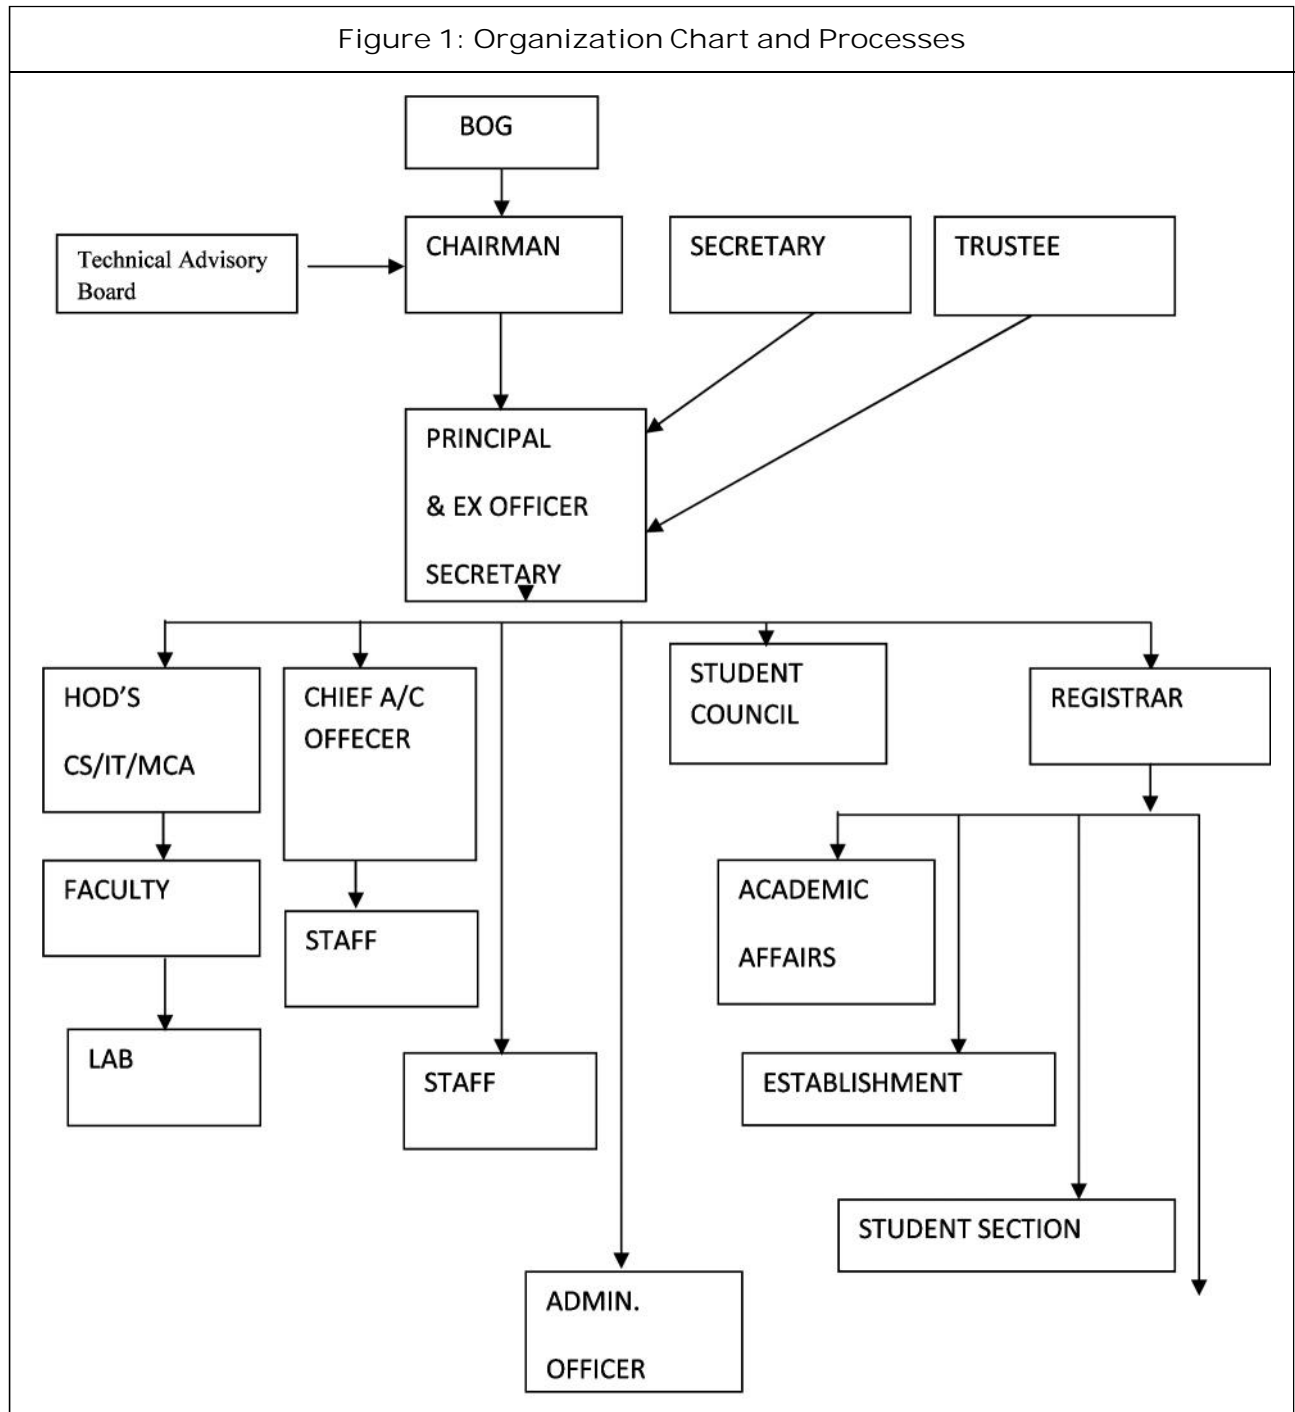 Figure 1: Organization Chart and Processes
BOG
CHAIRMAN
SECRETARY
TRUSTEE
Technical Advisory
Board
PRINCIPAL
& EX OFFICER
SECRETARY
HOD'S
CS/IT/MCA
CHIEF A/C
OFFECER
STUDENT
COUNCIL
REGISTRAR
FACULTY
STAFF
ACADEMIC
AFFAIRS
LAB
STAFF
ESTABLISHMENT
STUDENT SECTION
ADMIN.
OFFICER